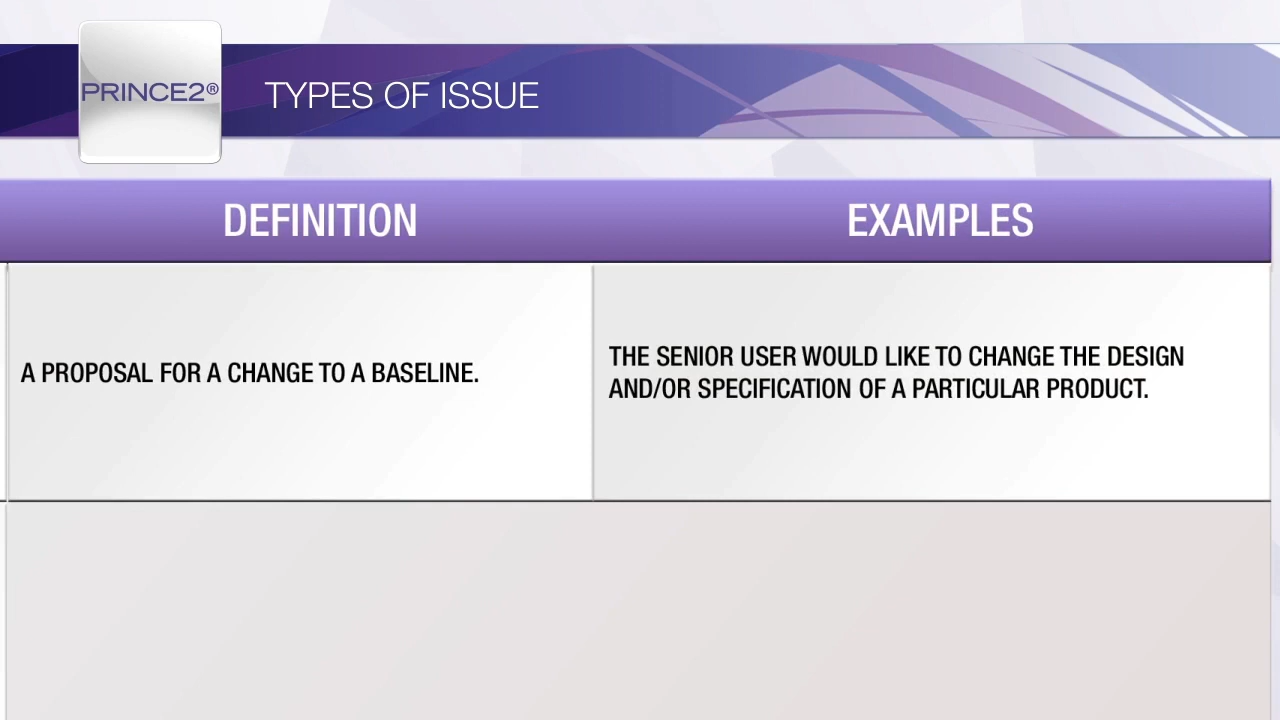 PRINCE2®
TYPES OF ISSUE
DEFINITION
EXAMPLES
A PROPOSAL FOR A CHANGE TO A BASELINE.
THE SENIOR USER WOULD LIKE TO CHANGE THE DESIGN
AND/OR SPECIFICATION OF A PARTICULAR PRODUCT.